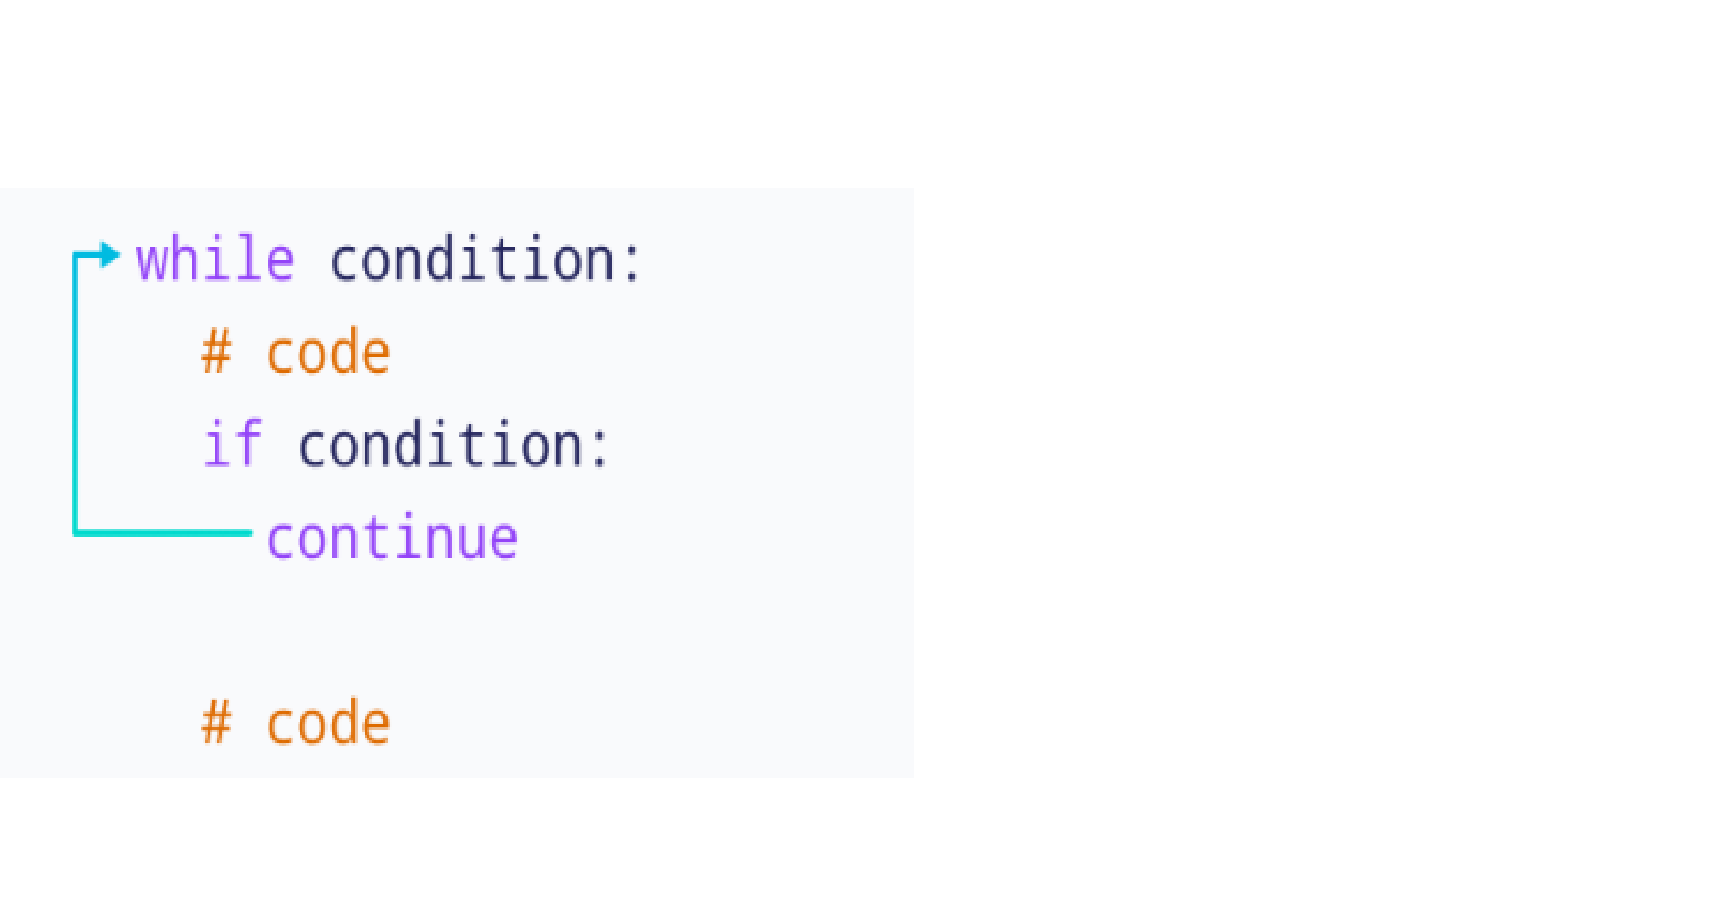 while condition:
# code
if condition:
continue
# code